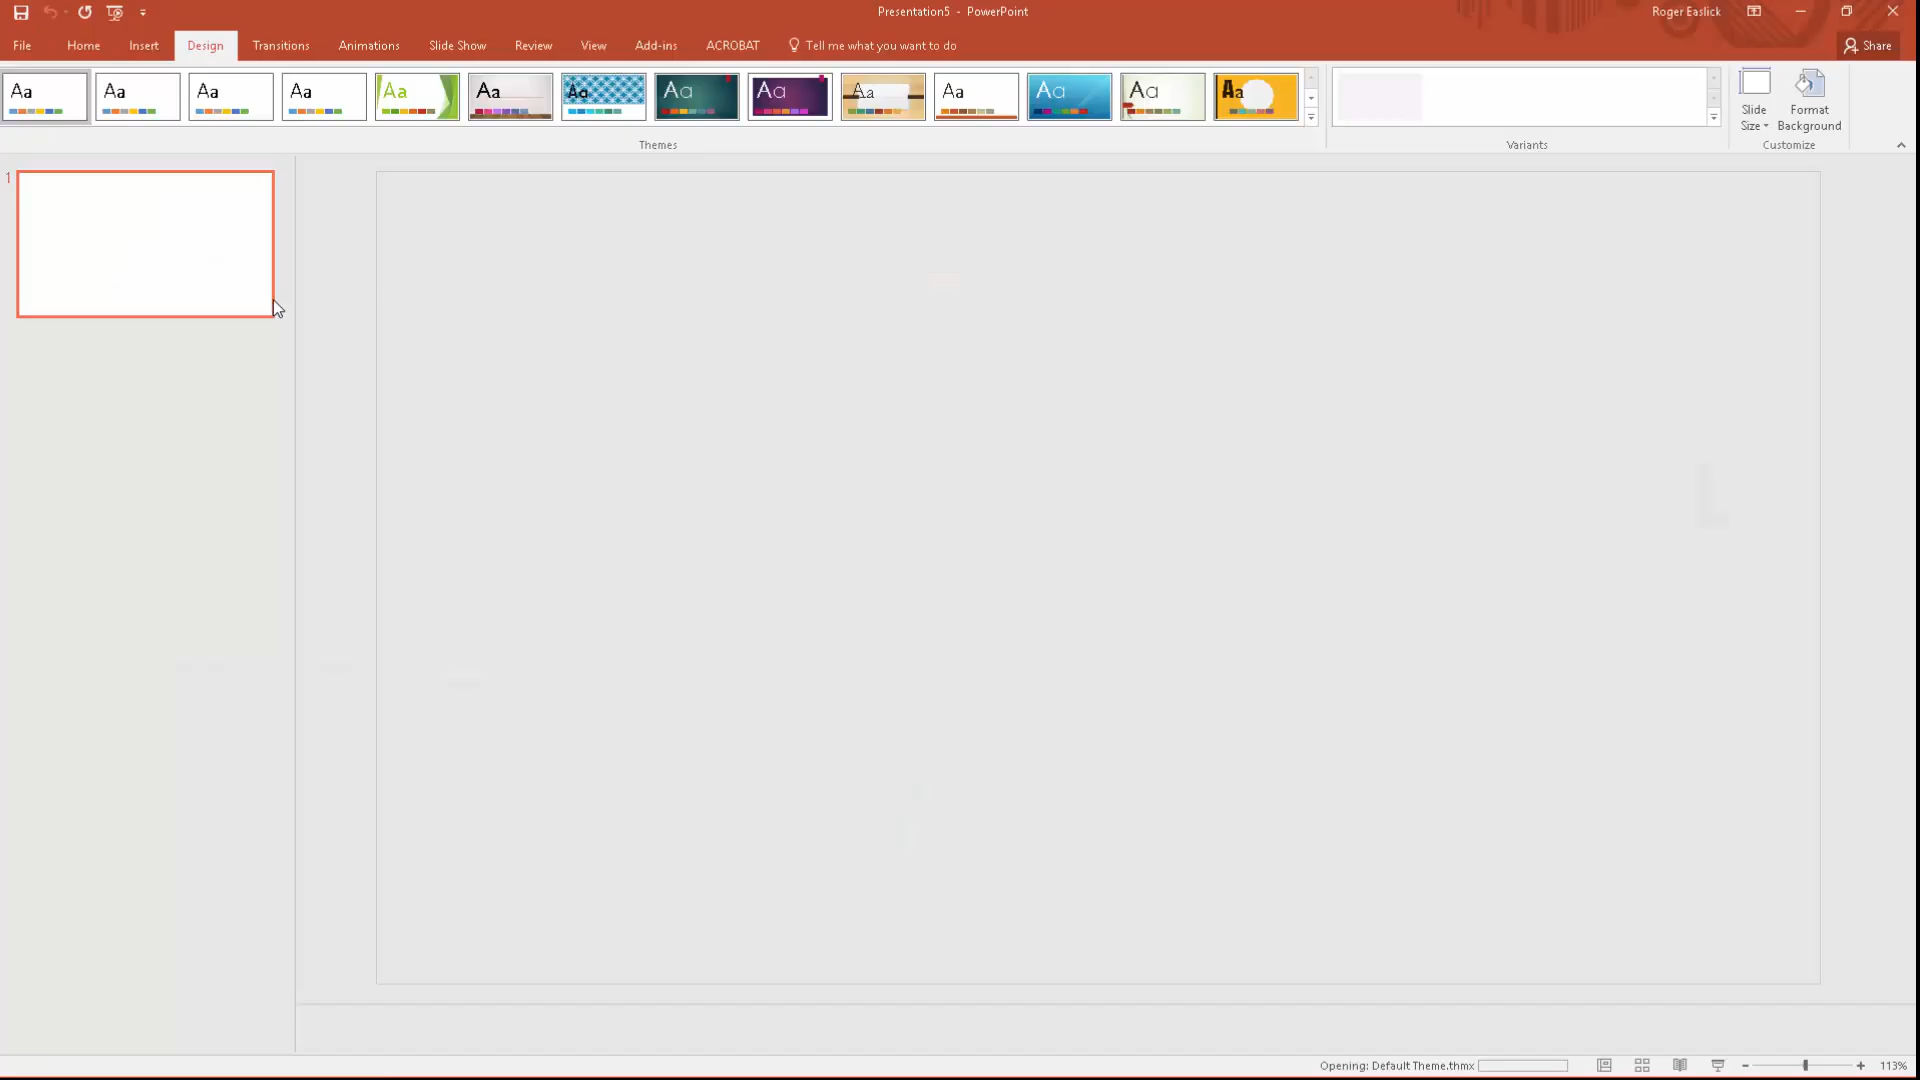 Presentation5 - PowerPoint
Roger Easlick
File Home Insert Design Transitions Animations Slide Show Review View Add-ins ACROBAT Tell me what you want to do Share
Aa Aa Aa Aa Aa Aa Aa Aa Aa Aa Aa Aa Aa Aa
Slide Size
Format Background
Themes Variants Customize
1
Opening: Default Theme.thmx 113%